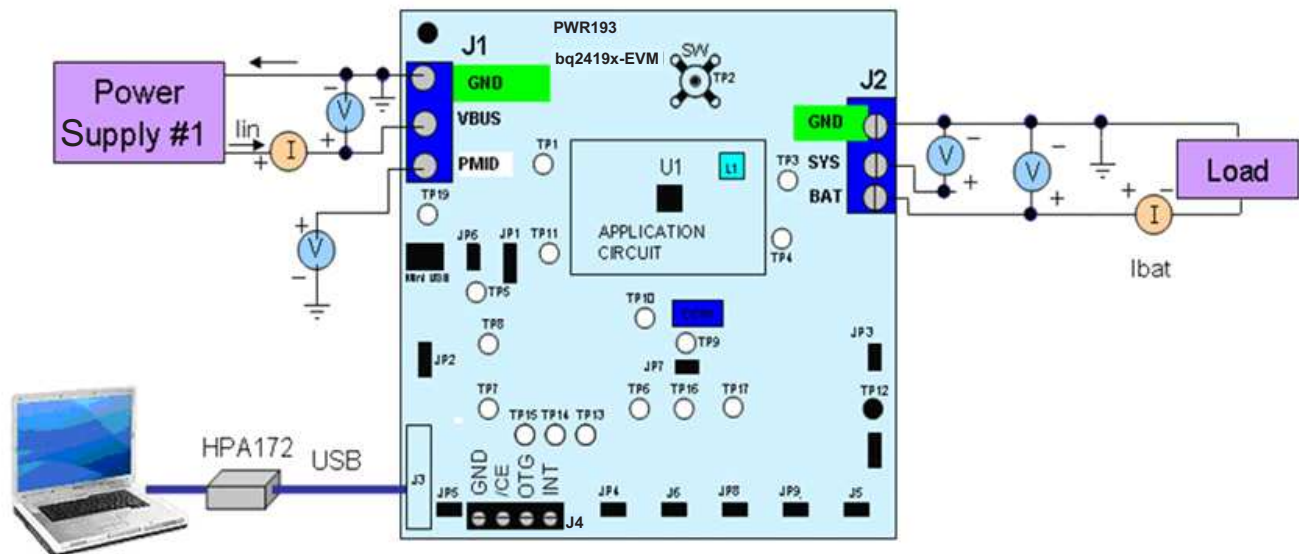 PWR193
bq2419x-EVM
SW
TP2
J1
GND
VBUS
PMID
Power
Supply #1
Iin
+
I
-
V
+
+
V
-
TP19
Mini USB
JP6
JP1
TP1
TP11
TP5
TP8
JP2
TP7
U1
L1
APPLICATION
CIRCUIT
TP3
TP4
J2
GND
SYS
BAT
-
V
+
-
V
+
+
I
-
Ibat
Load
TP10
TP9
JP7
TP6
TP16
TP17
JP3
TP12
TP15
TP14
TP13
HPA172
USB
J3
GND
/CE
OTG
INT
JP5
J4
JP4
J6
JP8
JP9
J5